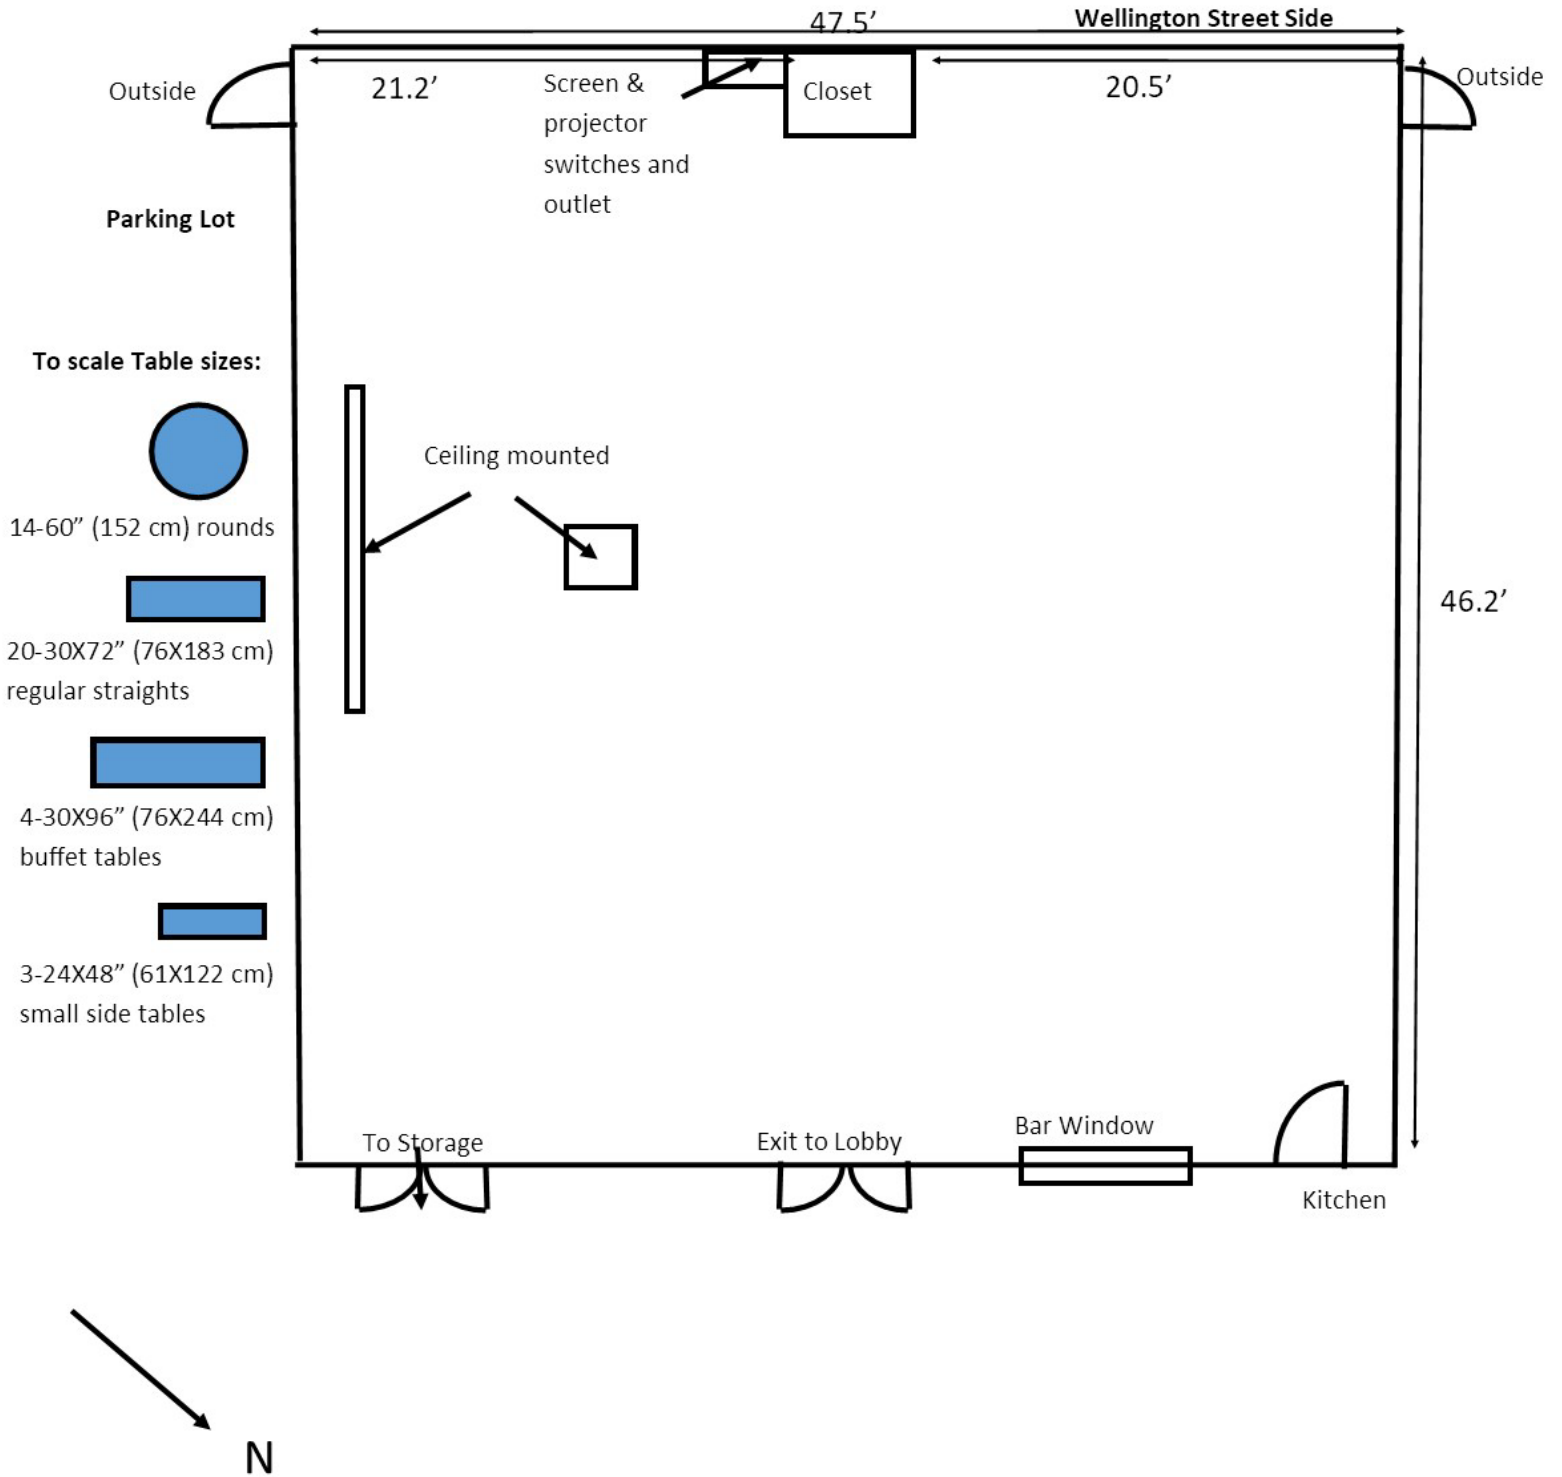 Wellington Street Side
47.5’
Outside
21.2’
Screen &
projector
switches and
outlet
Closet
20.5’
Outside
Parking Lot
To scale Table sizes:
14-60” (152 cm) rounds
20-30X72” (76X183 cm)
regular straights
4-30X96” (76X244 cm)
buffet tables
3-24X48” (61X122 cm)
small side tables
Ceiling mounted
46.2’
To Storage
Exit to Lobby
Bar Window
Kitchen
N